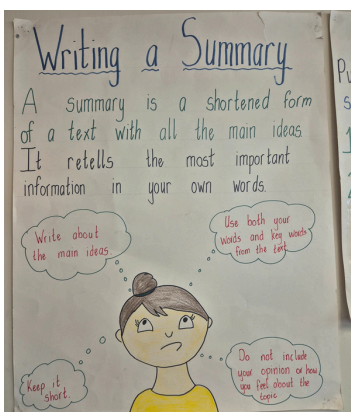 Writing a Summary
A summary is a shortened form
of a text with all the main ideas
It retells the most important
information in your own words.
Write about
the main ideas
Use both your
words and key words
from the text
Keep it
short.
Do not include
your opinion or how
you feel about the
topic